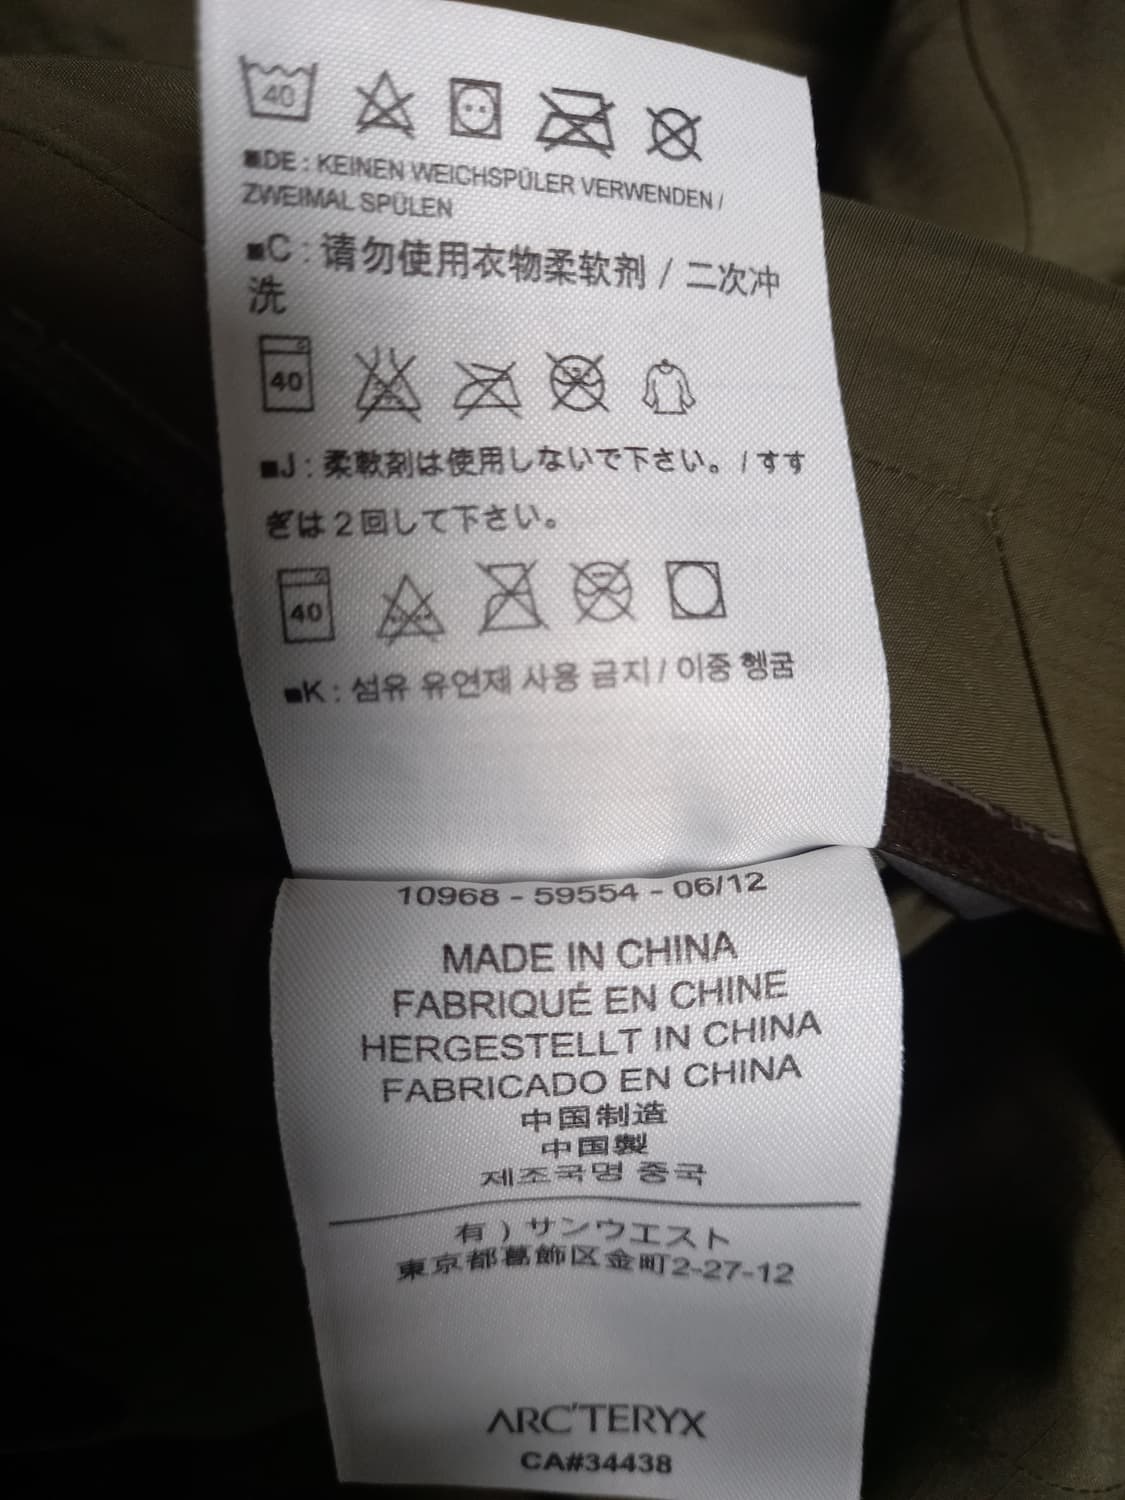 40
■DE : KEINEN WEICHSPÜLER VERWENDEN /
ZWEIMAL SPÜLEN
■C : 请勿使用衣物柔软剂 / 二次冲
洗
40
■J : 柔軟剤は使用しないで下さい。 / すす
ぎは2回して下さい。
40
■K : 섬유 유연제 사용 금지 / 이중 헹굼
10968 - 59554 - 06/12
MADE IN CHINA
FABRIQUÉ EN CHINE
HERGESTELLT IN CHINA
FABRICADO EN CHINA
中国制造
中国製
제조국명 중국
有 ) サンウエスト
東京都葛飾区金町2-27-12
ARC'TERYX
CA#34438